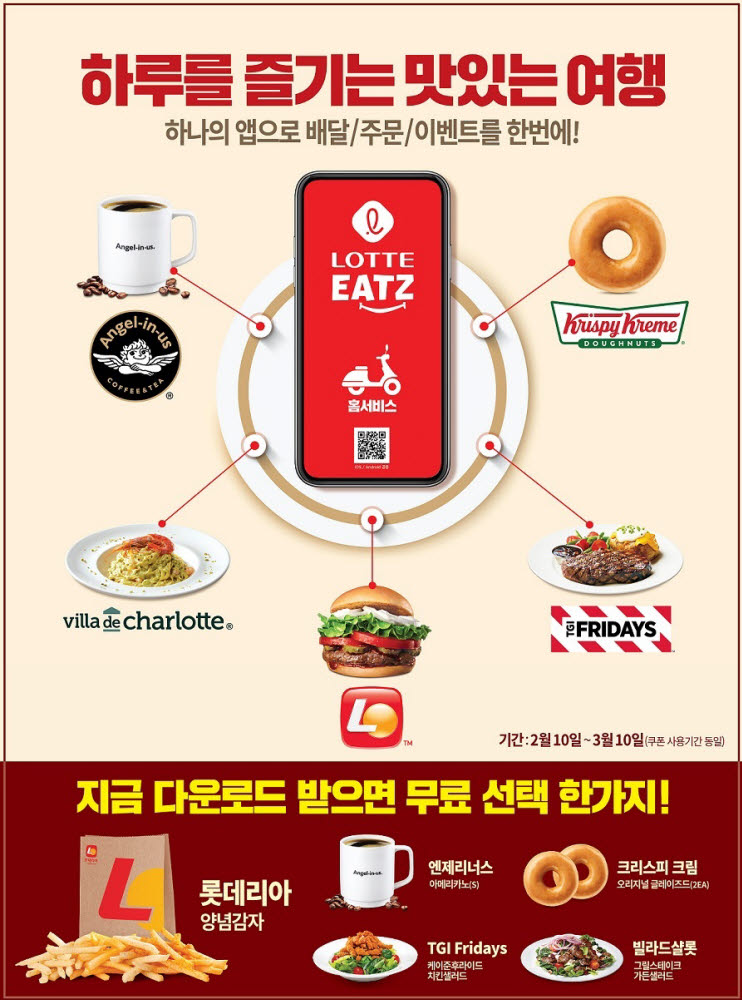 하루를 즐기는 맛있는 여행
하나의 앱으로 배달/주문/이벤트를 한번에!
Angel-in-us.
Angel-in-us
COFFEE & TEA
®
LOTTE
EATZ
홈서비스
Krispy Kreme
DOUGHNUTS
villa de charlotte®
TGI FRIDAYS
L
TM
기간 : 2월 10일 ~ 3월 10일 (쿠폰 사용기간 동일)
지금 다운로드 받으면 무료 선택 한가지!
L
롯데리아
양념감자
Angel-in-us.
엔제리너스
아메리카노(S)
크리스피 크림
오리지널 글레이즈드(2EA)
TGI Fridays
케이준후라이드
치킨샐러드
빌라드샬롯
그릴스테이크
가든샐러드